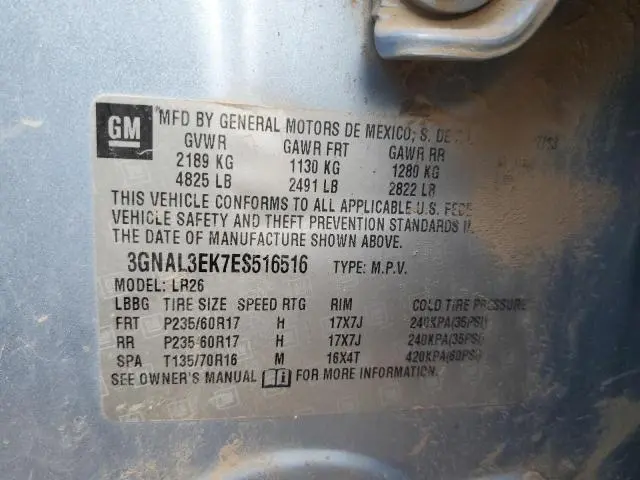 GM
MFD BY GENERAL MOTORS DE MEXICO, S. DE
GVWR GAWR FRT GAWR RR
2189 KG 1130 KG 1280 KG
4825 LB 2491 LB 2822 LB
THIS VEHICLE CONFORMS TO ALL APPLICABLE U.S.
VEHICLE SAFETY AND THEFT PREVENTION STANDARDS
THE DATE OF MANUFACTURE SHOWN ABOVE.
3GNAL3EK7ES516516 TYPE: M.P.V.
MODEL: LR26
LBBG TIRE SIZE SPEED RTG RIM COLD TIRE PRESSURE
FRT P235/60R17 H 17X7J 240KPA(35PSI)
RR P235/60R17 H 17X7J 240KPA(35PSI)
SPA T135/70R16 M 16X4T 420KPA(60PSI)
SEE OWNER'S MANUAL i FOR MORE INFORMATION.